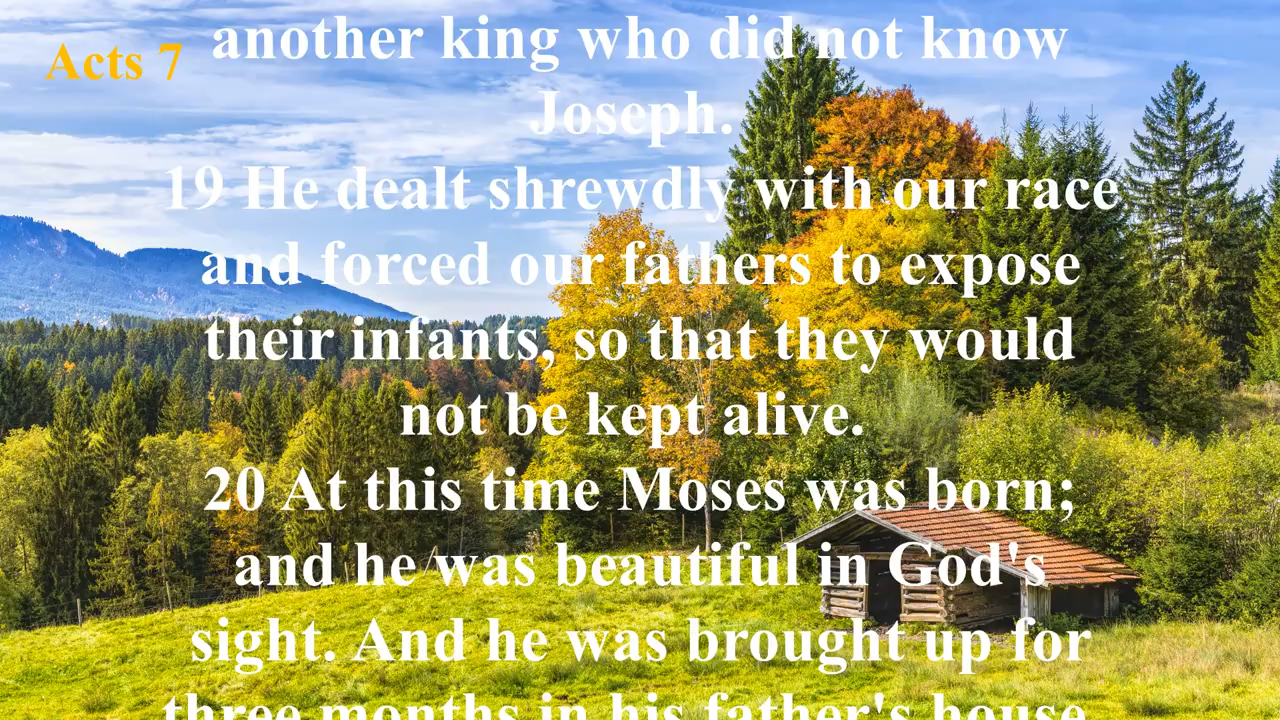 Acts 7
another king who did not know
Joseph.
19 He dealt shrewdly with our race
and forced our fathers to expose
their infants, so that they would
not be kept alive.
20 At this time Moses was born;
and he was beautiful in God's
sight. And he was brought up for
three months in his father's house,